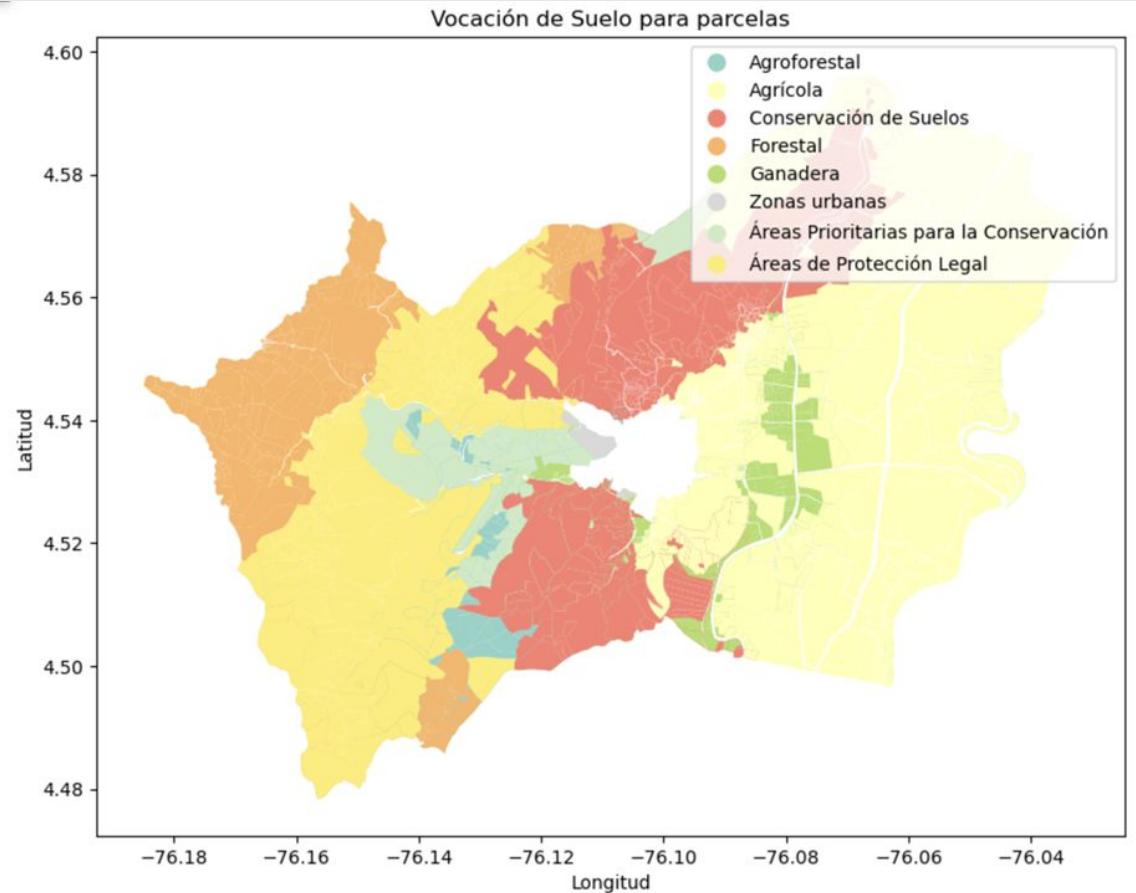 Vocación de Suelo para parcelas
Agroforestal
Agrícola
Conservación de Suelos
Forestal
Ganadera
Zonas urbanas
Áreas Prioritarias para la Conservación
Áreas de Protección Legal
4.60
4.58
4.56
4.54
4.52
4.50
4.48
Latitud
−76.18
−76.16
−76.14
−76.12
−76.10
−76.08
−76.06
−76.04
Longitud